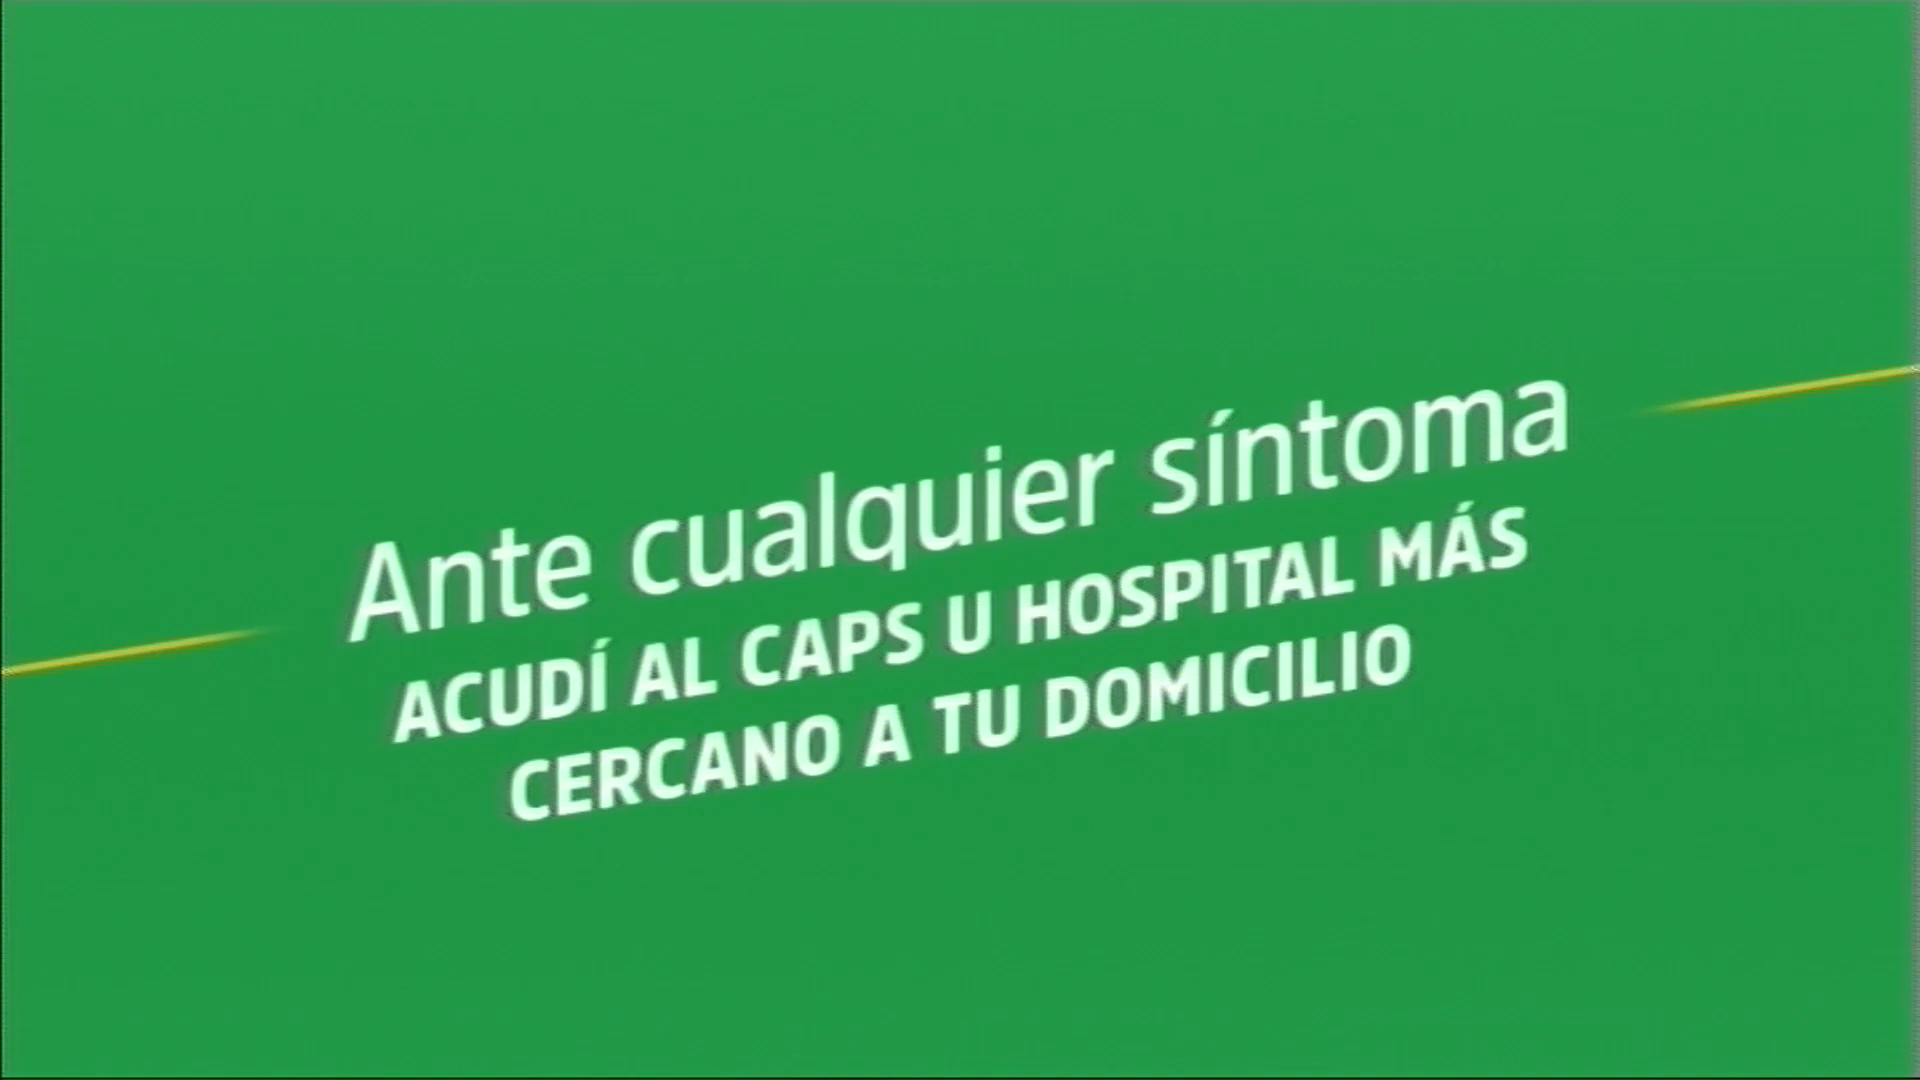 Ante cualquier síntoma
ACUDÍ AL CAPS U HOSPITAL MÁS
CERCANO A TU DOMICILIO